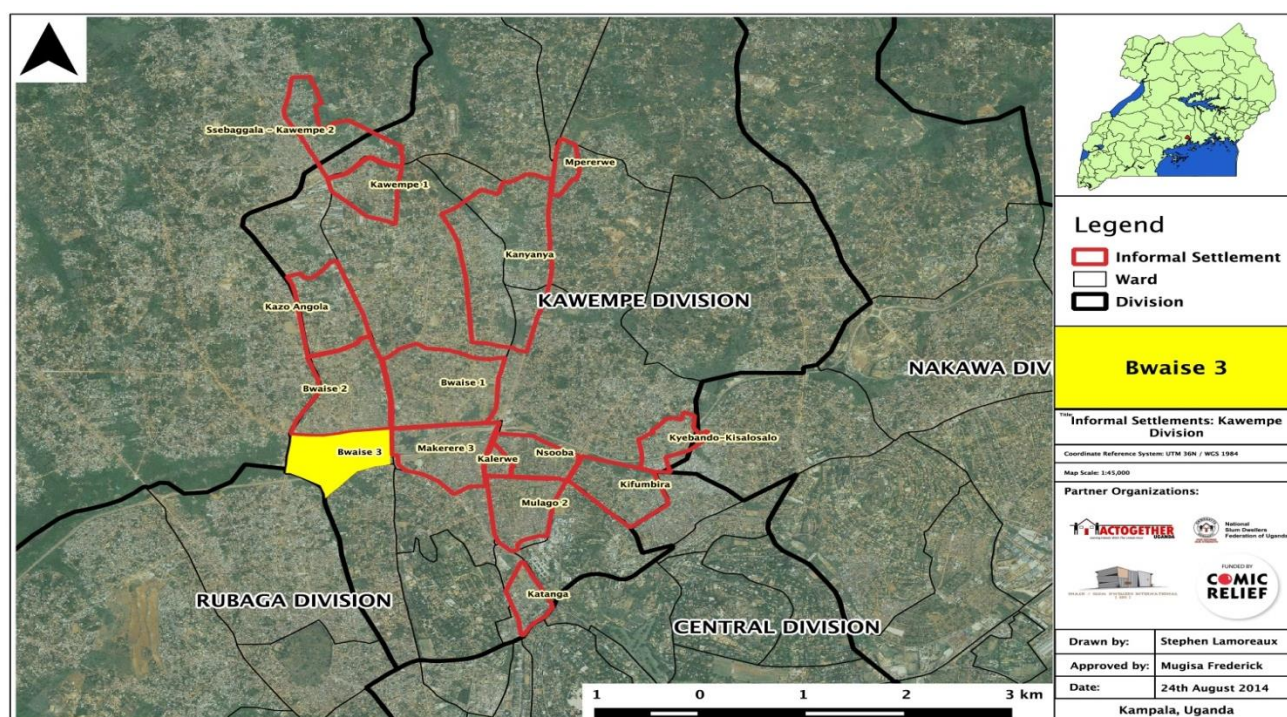 Ssebaggala - Kawempe 2
Mpererwe
Kawempe 1
Kanyanya
Kazo Angola
KAWEMPE DIVISION
NAKAWA DIV
Bwaise 1
Bwaise 2
Kyebando-Kisalosalo
Bwaise 3
Makerere 3
Kalerwe
Nsooba
Kifumbira
Mulago 2
Katanga
RUBAGA DIVISION
CENTRAL DIVISION
1 0 1 2 3 km
Legend
Informal Settlement
Ward
Division
Bwaise 3
Title: Informal Settlements: Kawempe
Division
Coordinate Reference System: UTM 36N / WGS 1984
Map Scale: 1:45,000
Partner Organizations:
ACTOGETHER
UGANDA
National
Slum Dwellers
Federation of Uganda
FUNDED BY
COMIC
RELIEF
Drawn by: Stephen Lamoreaux
Approved by: Mugisa Frederick
Date: 24th August 2014
Kampala, Uganda